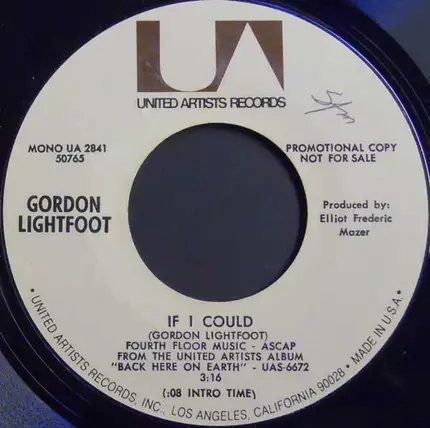 UA
UNITED ARTISTS RECORDS
MONO UA 2841
50765
PROMOTIONAL COPY
NOT FOR SALE
GORDON
LIGHTFOOT
Produced by:
Elliot Frederic
Mazer
IF I COULD
(GORDON LIGHTFOOT)
FOURTH FLOOR MUSIC - ASCAP
FROM THE UNITED ARTISTS ALBUM
"BACK HERE ON EARTH" - UAS-6672
3:16
(:08 INTRO TIME)
• UNITED ARTISTS RECORDS, INC., LOS ANGELES, CALIFORNIA 90028 • MADE IN U.S.A. •